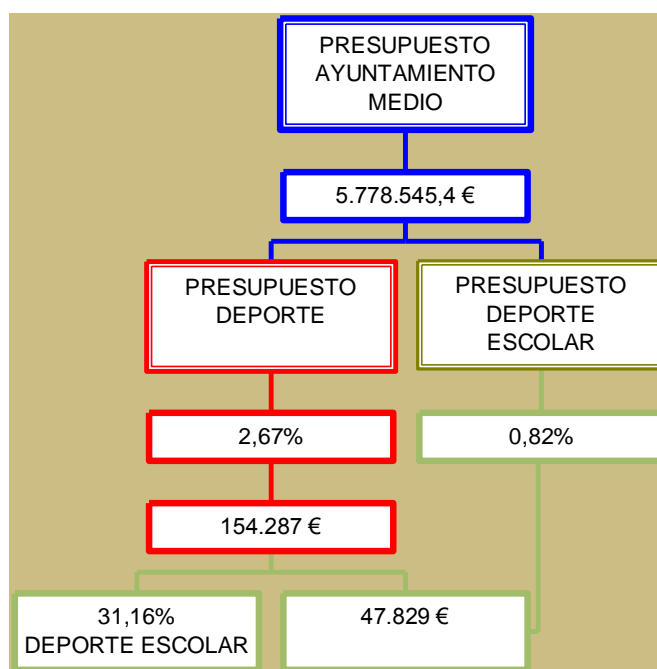 PRESUPUESTO
AYUNTAMIENTO
MEDIO
5.778.545,4 €
PRESUPUESTO
DEPORTE
PRESUPUESTO
DEPORTE
ESCOLAR
2,67%
0,82%
154.287 €
31,16%
DEPORTE ESCOLAR
47.829 €